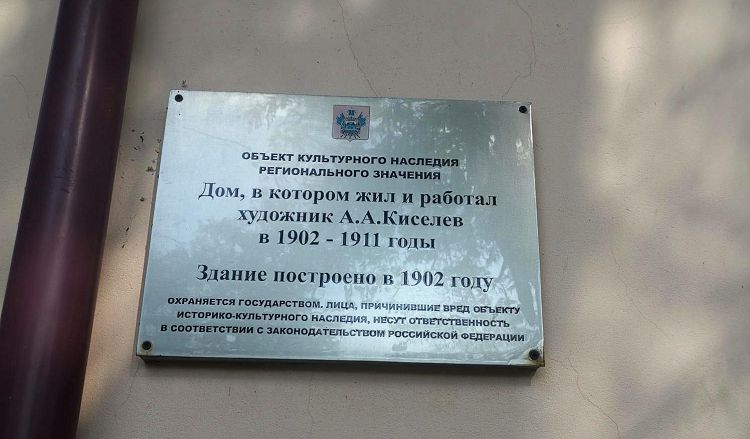 ОБЪЕКТ КУЛЬТУРНОГО НАСЛЕДИЯ
РЕГИОНАЛЬНОГО ЗНАЧЕНИЯ
Дом, в котором жил и работал
художник А.А.Киселев
в 1902 - 1911 годы
Здание построено в 1902 году
ОХРАНЯЕТСЯ ГОСУДАРСТВОМ. ЛИЦА, ПРИЧИНИВШИЕ ВРЕД ОБЪЕКТУ
ИСТОРИКО-КУЛЬТУРНОГО НАСЛЕДИЯ, НЕСУТ ОТВЕТСТВЕННОСТЬ
В СООТВЕТСТВИИ С ЗАКОНОДАТЕЛЬСТВОМ РОССИЙСКОЙ ФЕДЕРАЦИИ